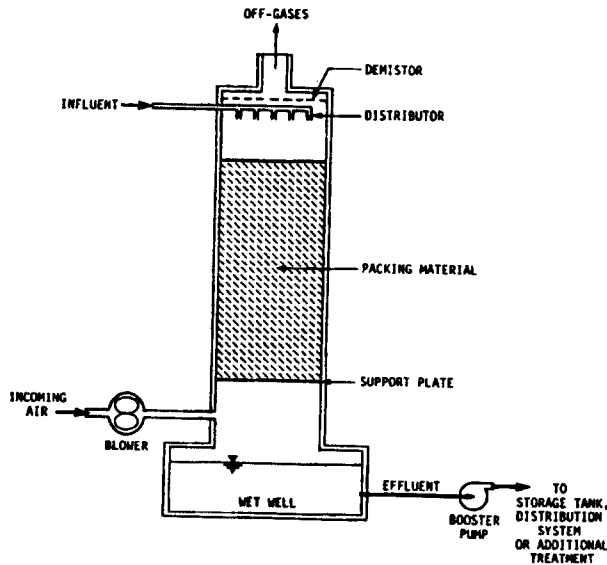 OFF-GASES
DEMISTOR
INFLUENT
DISTRIBUTOR
PACKING MATERIAL
SUPPORT PLATE
INCOMING
AIR
BLOWER
EFFLUENT
WET WELL
BOOSTER
PUMP
TO
STORAGE TANK,
DISTRIBUTION
SYSTEM
OR ADDITIONAL
TREATMENT